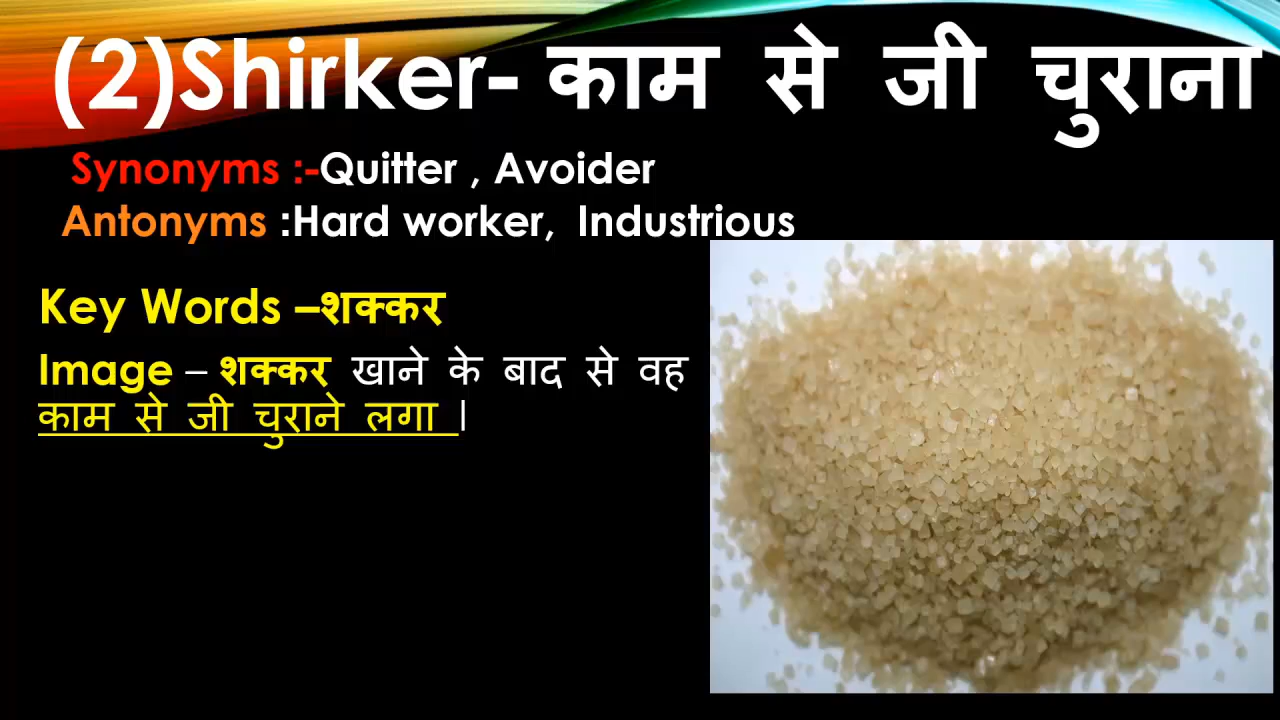 (2)Shirker- काम से जी चुराना
Synonyms :-Quitter , Avoider
Antonyms :Hard worker, Industrious
Key Words –शक्कर
Image – शक्कर खाने के बाद से वह
काम से जी चुराने लगा ।